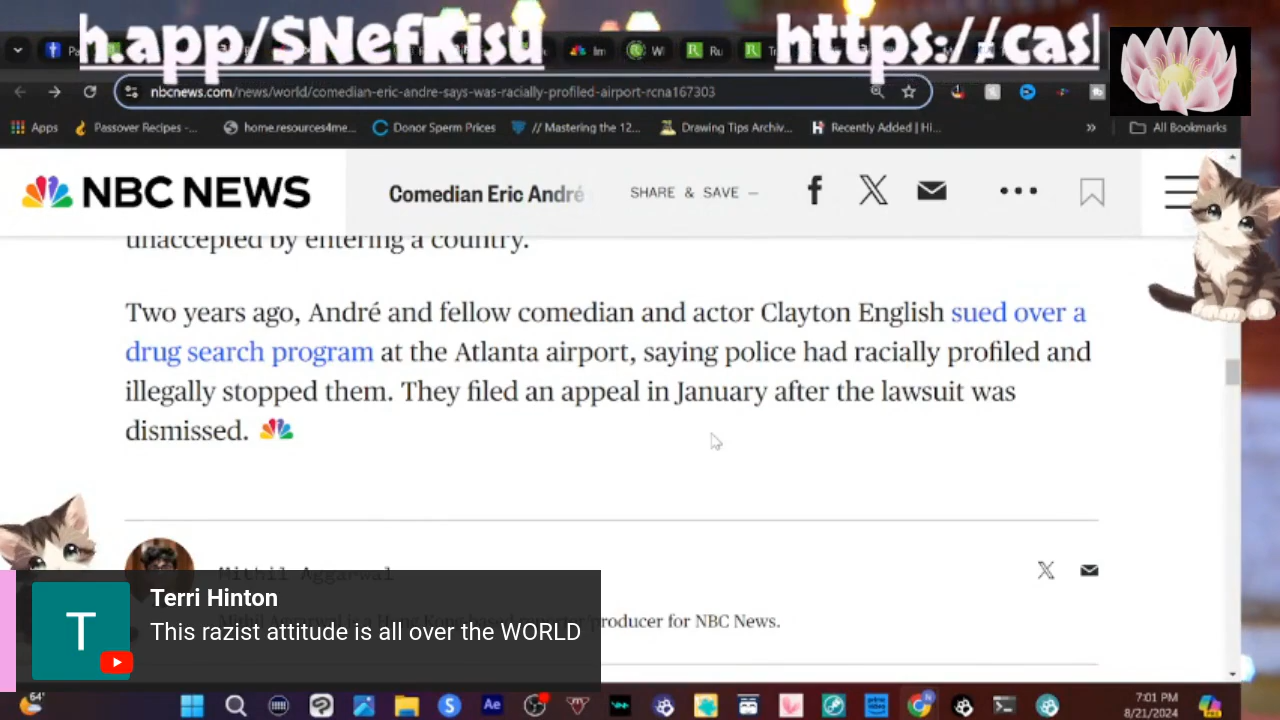 h.app/$NefKisu https://cas
Im
Ru
nbcnews.com/news/world/comedian-eric-andre-says-was-racially-profiled-airport-rcna167303
Apps Passover Recipes -... home.resources4me... Donor Sperm Prices // Mastering the 12... Drawing Tips Archiv... Recently Added | Hi... » All Bookmarks
NBC NEWS Comedian Eric André SHARE & SAVE —
unaccepted by entering a country.
Two years ago, André and fellow comedian and actor Clayton English sued over a
drug search program at the Atlanta airport, saying police had racially profiled and
illegally stopped them. They filed an appeal in January after the lawsuit was
dismissed.
Mithil Aggarwal
Terri Hinton
producer for NBC News.
T
This razist attitude is all over the WORLD
64°
7:01 PM
8/21/2024